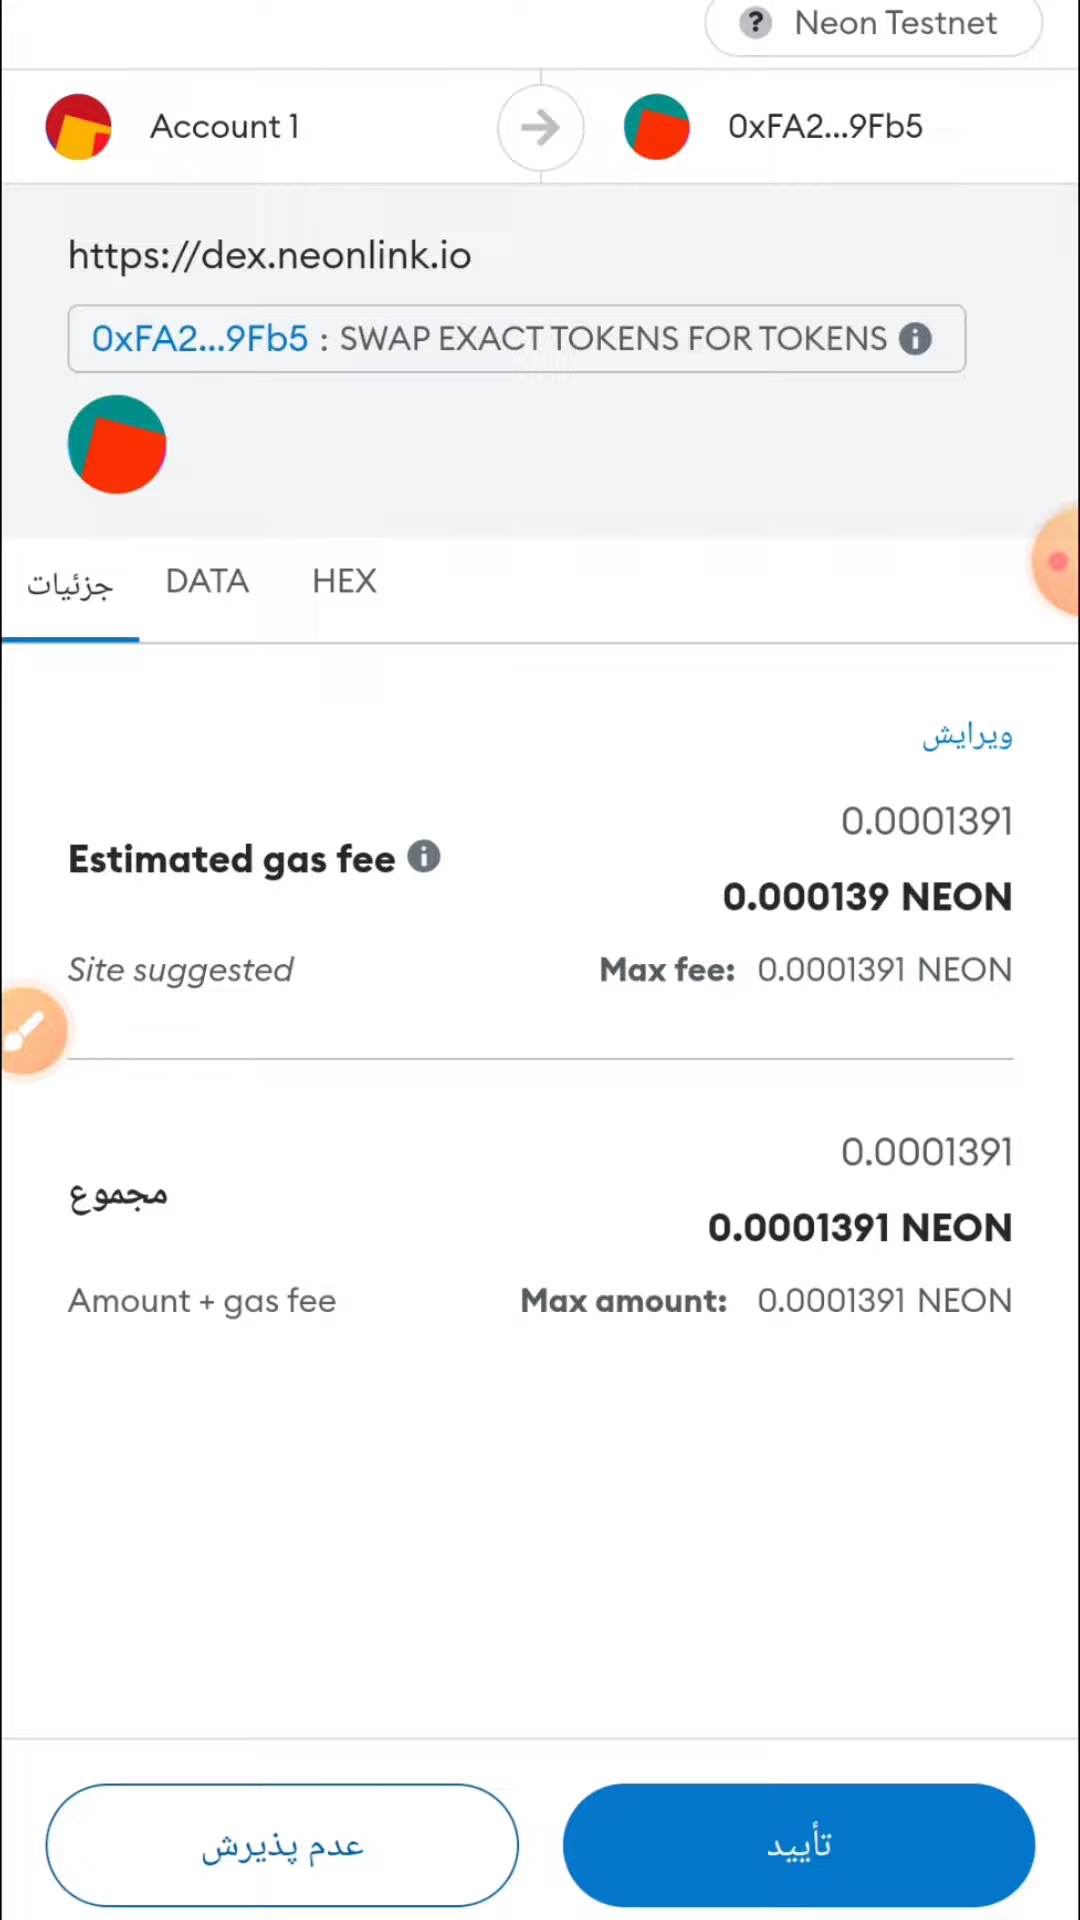 ? Neon Testnet
Account 1 0xFA2...9Fb5
https://dex.neonlink.io
0xFA2...9Fb5 : SWAP EXACT TOKENS FOR TOKENS
جزئیات DATA HEX
ویرایش
0.0001391
Estimated gas fee
0.000139 NEON
Site suggested Max fee: 0.0001391 NEON
0.0001391
مجموع
0.0001391 NEON
Amount + gas fee Max amount: 0.0001391 NEON
عدم پذیرش تأیید